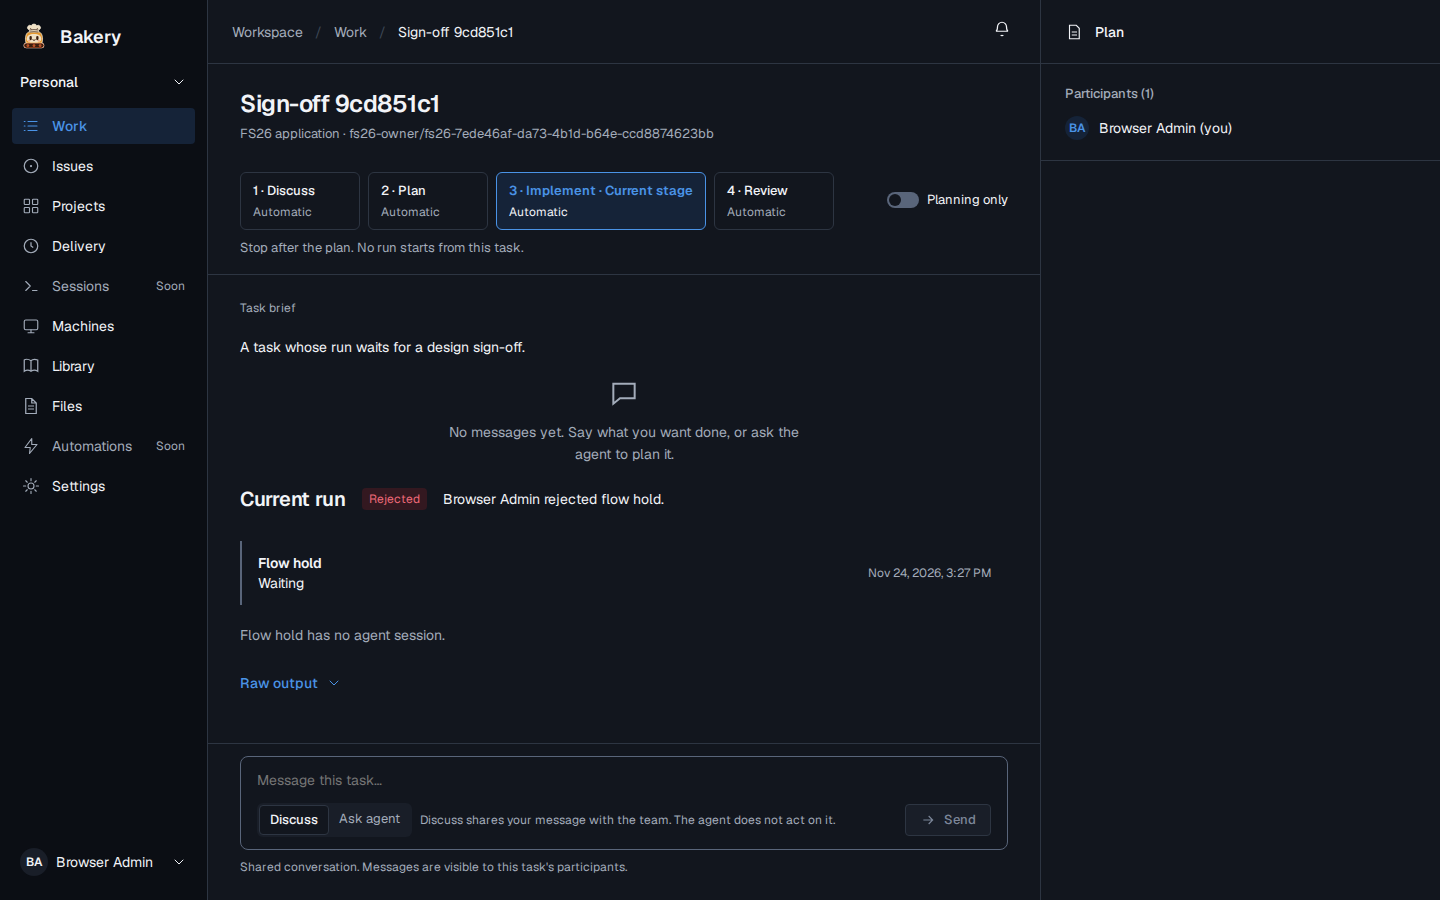 Bakery
Personal
Work
Issues
Projects
Delivery
Sessions Soon
Machines
Library
Files
Automations Soon
Settings
BA Browser Admin
Workspace / Work / Sign-off 9cd851c1
Sign-off 9cd851c1
FS26 application · fs26-owner/fs26-7ede46af-da73-4b1d-b64e-ccd8874623bb
1 · Discuss
Automatic
2 · Plan
Automatic
3 · Implement · Current stage
Automatic
4 · Review
Automatic
Planning only
Stop after the plan. No run starts from this task.
Task brief
A task whose run waits for a design sign-off.
No messages yet. Say what you want done, or ask the
agent to plan it.
Current run Rejected Browser Admin rejected flow hold.
Flow hold
Waiting
Nov 24, 2026, 3:27 PM
Flow hold has no agent session.
Raw output
Message this task...
Discuss Ask agent Discuss shares your message with the team. The agent does not act on it. Send
Shared conversation. Messages are visible to this task's participants.
Plan
Participants (1)
BA Browser Admin (you)